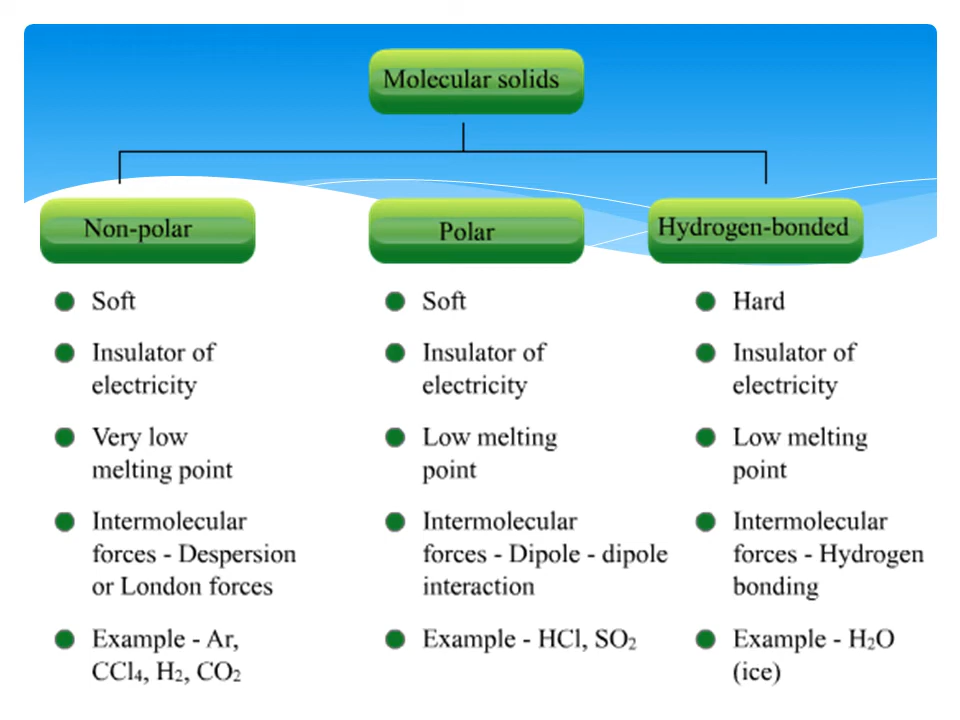 Molecular solids
Non-polar
Polar
Hydrogen-bonded
Soft
Insulator of
electricity
Very low
melting point
Intermolecular
forces - Despersion
or London forces
Example - Ar,
CCl₄, H₂, CO₂
Soft
Insulator of
electricity
Low melting
point
Intermolecular
forces - Dipole - dipole
interaction
Example - HCl, SO₂
Hard
Insulator of
electricity
Low melting
point
Intermolecular
forces - Hydrogen
bonding
Example - H₂O
(ice)